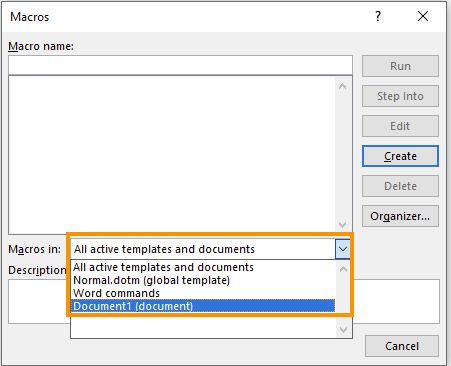 Macros ? ×
Macro name:
Run
Step Into
Edit
Create
Delete
Organizer...
Macros in: All active templates and documents
All active templates and documents
Normal.dotm (global template)
Word commands
Document1 (document)
Description
Cancel